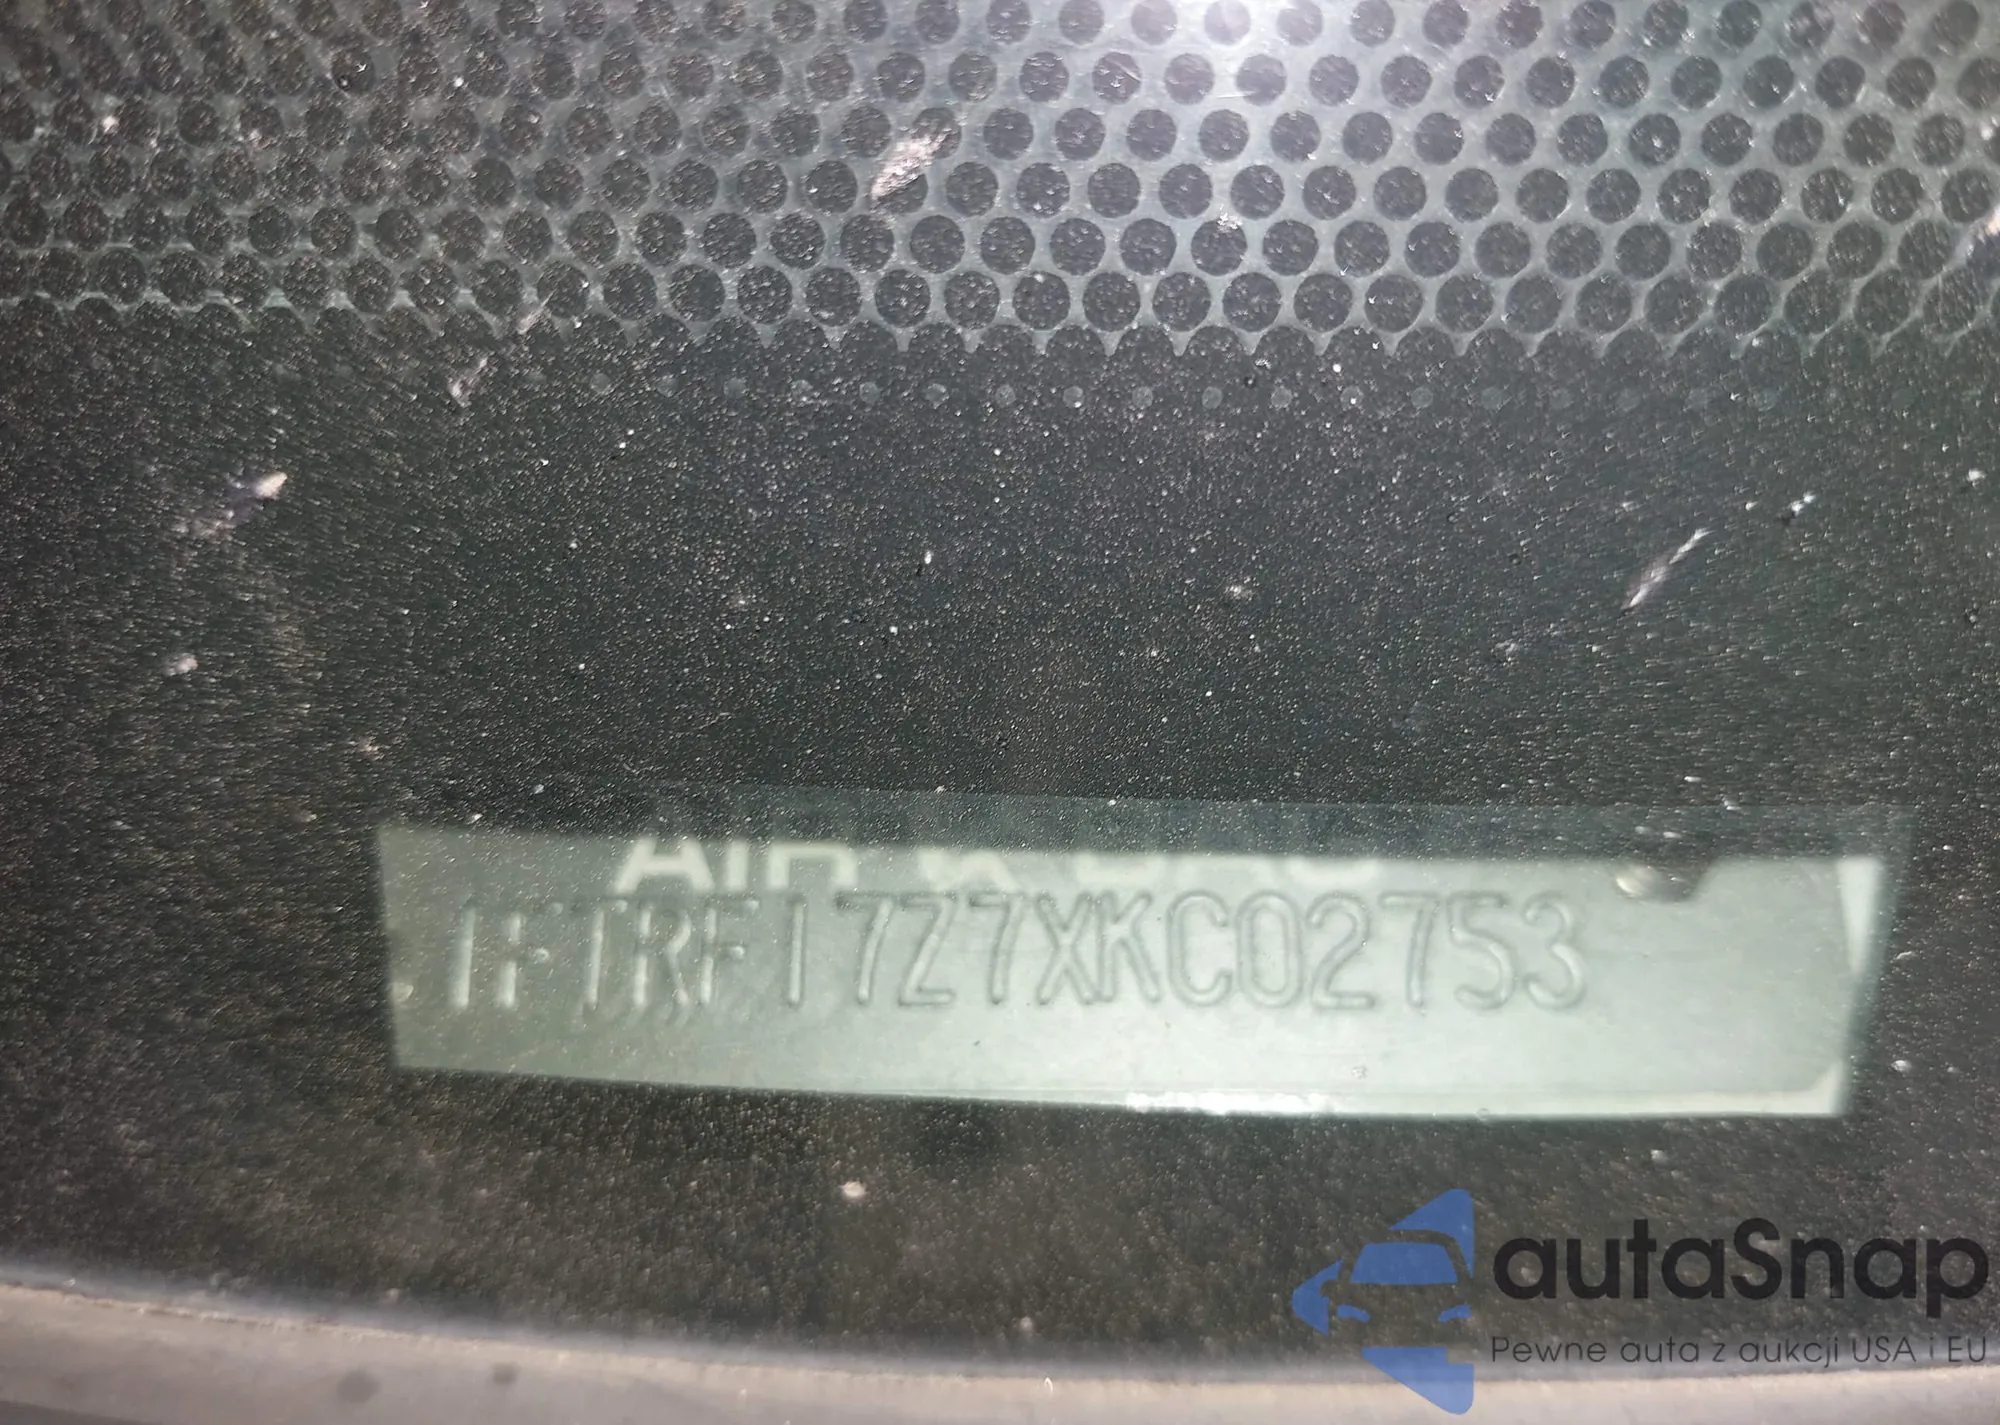 1FTRF17Z7XKC02753
autaSnap
Pewne auta z aukcji USA i EU